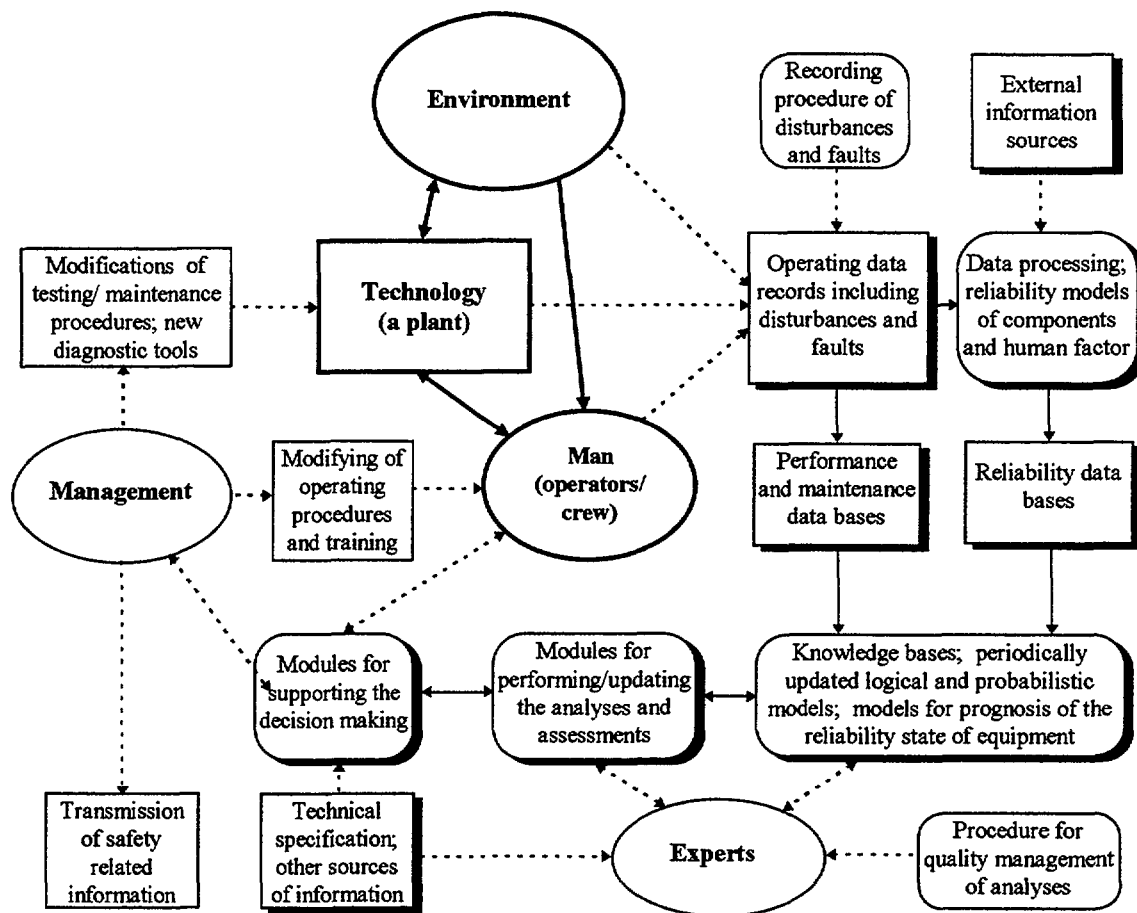 Environment
Recording
procedure of
disturbances
and faults
External
information
sources
Modifications of
testing/ maintenance
procedures; new
diagnostic tools
Technology
(a plant)
Operating data
records including
disturbances and
faults
Data processing;
reliability models
of components
and human factor
Management
Modifying of
operating
procedures
and training
Man
(operators/
crew)
Performance
and maintenance
data bases
Reliability data
bases
Modules for
supporting the
decision making
Modules for
performing/updating
the analyses and
assessments
Knowledge bases; periodically
updated logical and probabilistic
models; models for prognosis of the
reliability state of equipment
Transmission
of safety
related
information
Technical
specification;
other sources
of information
Experts
Procedure for
quality management
of analyses